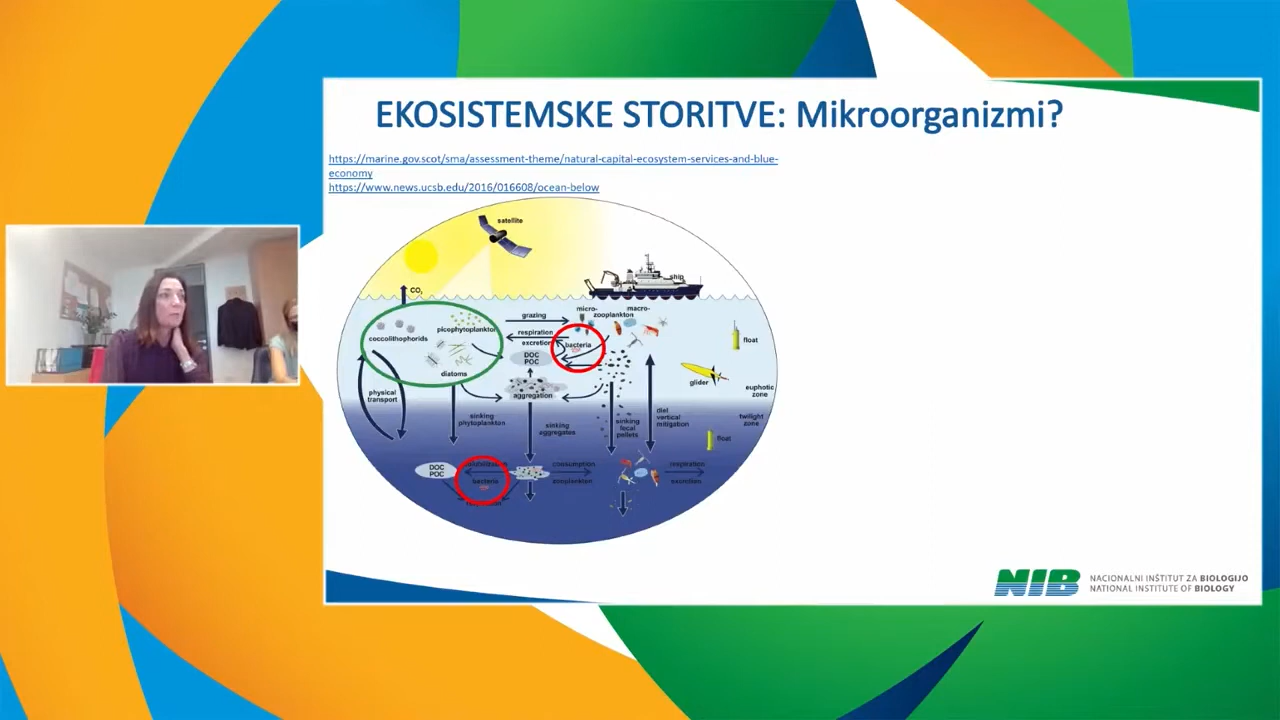 EKOSISTEMSKE STORITVE: Mikroorganizmi?
https://marine.gov.scot/sma/assessment-theme/natural-capital-ecosystem-services-and-blue-
economy
https://www.news.ucsb.edu/2016/016608/ocean-below
satellite
ship
CO₂
micro-
macro-
zooplankton
grazing
picophytoplankton
coccolithophorids
respiration
excretion
bacteria
DOC
POC
diatoms
float
glider
euphotic
zone
aggregation
physical
transport
sinking
phytoplankton
sinking
aggregates
sinking
fecal
pellets
diel
vertical
mitigation
twilight
zone
float
DOC
POC
bacteria
consumption
zooplankton
respiration
excretion
NIB
NACIONALNI INŠTITUT ZA BIOLOGIJO
NATIONAL INSTITUTE OF BIOLOGY